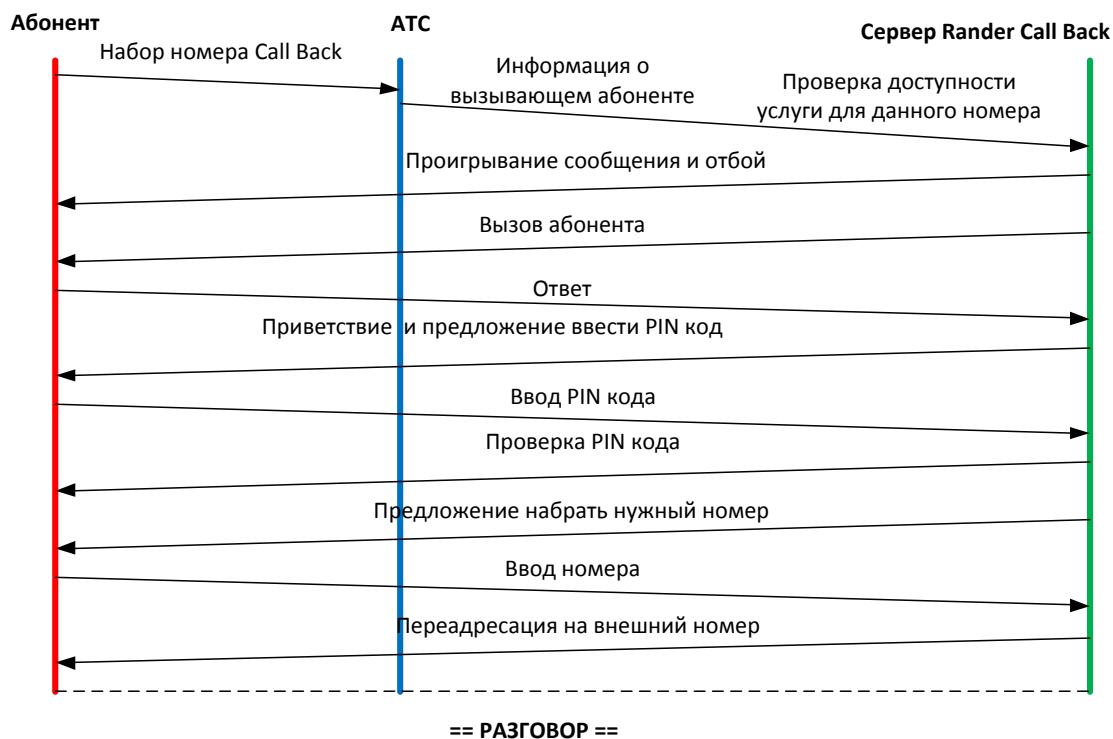 Абонент
АТС
Сервер Rander Call Back
Набор номера Call Back
Информация о
вызывающем абоненте
Проверка доступности
услуги для данного номера
Проигрывание сообщения и отбой
Вызов абонента
Ответ
Приветствие и предложение ввести PIN код
Ввод PIN кода
Проверка PIN кода
Предложение набрать нужный номер
Ввод номера
Переадресация на внешний номер
== РАЗГОВОР ==